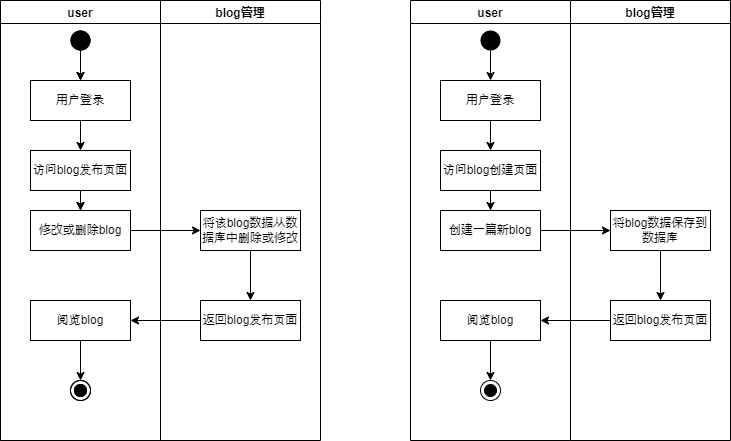 user
blog管理
用户登录
访问blog发布页面
修改或删除blog
将该blog数据从数
据库中删除或修改
阅览blog
返回blog发布页面
user
blog管理
用户登录
访问blog创建页面
创建一篇新blog
将blog数据保存到
数据库
阅览blog
返回blog发布页面